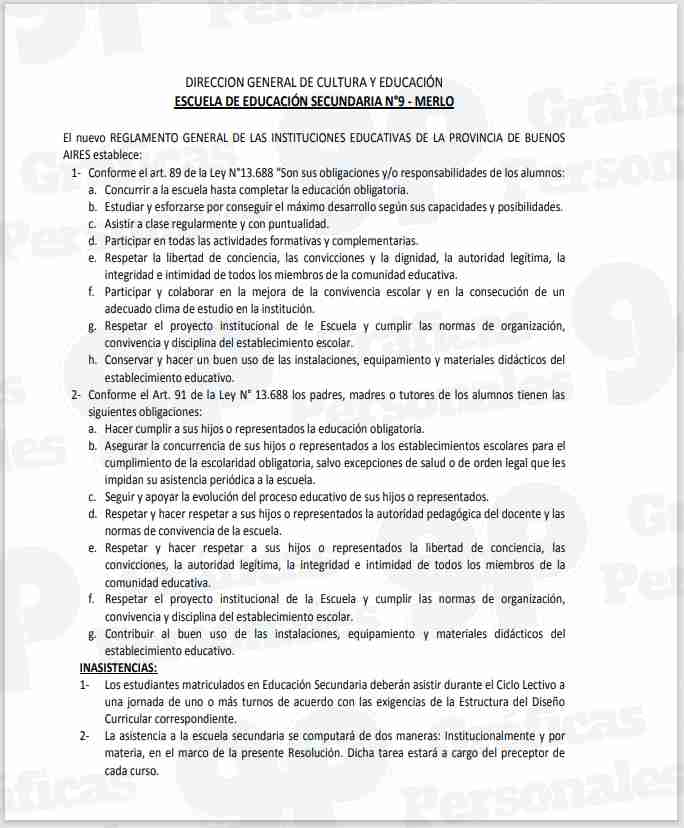 DIRECCION GENERAL DE CULTURA Y EDUCACIÓN
ESCUELA DE EDUCACIÓN SECUNDARIA N°9 - MERLO
El nuevo REGLAMENTO GENERAL DE LAS INSTITUCIONES EDUCATIVAS DE LA PROVINCIA DE BUENOS
AIRES establece:
1- Conforme el art. 89 de la Ley N°13.688 "Son sus obligaciones y/o responsabilidades de los alumnos:
a. Concurrir a la escuela hasta completar la educación obligatoria.
b. Estudiar y esforzarse por conseguir el máximo desarrollo según sus capacidades y posibilidades.
c. Asistir a clase regularmente y con puntualidad.
d. Participar en todas las actividades formativas y complementarias.
e. Respetar la libertad de conciencia, las convicciones y la dignidad, la autoridad legítima, la
integridad e intimidad de todos los miembros de la comunidad educativa.
f. Participar y colaborar en la mejora de la convivencia escolar y en la consecución de un
adecuado clima de estudio en la institución.
g. Respetar el proyecto institucional de le Escuela y cumplir las normas de organización,
convivencia y disciplina del establecimiento escolar.
h. Conservar y hacer un buen uso de las instalaciones, equipamiento y materiales didácticos del
establecimiento educativo.
2- Conforme el Art. 91 de la Ley N° 13.688 los padres, madres o tutores de los alumnos tienen las
siguientes obligaciones:
a. Hacer cumplir a sus hijos o representados la educación obligatoria.
b. Asegurar la concurrencia de sus hijos o representados a los establecimientos escolares para el
cumplimiento de la escolaridad obligatoria, salvo excepciones de salud o de orden legal que les
impidan su asistencia periódica a la escuela.
c. Seguir y apoyar la evolución del proceso educativo de sus hijos o representados.
d. Respetar y hacer respetar a sus hijos o representados la autoridad pedagógica del docente y las
normas de convivencia de la escuela.
e. Respetar y hacer respetar a sus hijos o representados la libertad de conciencia, las
convicciones, la autoridad legítima, la integridad e intimidad de todos los miembros de la
comunidad educativa.
f. Respetar el proyecto institucional de la Escuela y cumplir las normas de organización,
convivencia y disciplina del establecimiento escolar.
g. Contribuir al buen uso de las instalaciones, equipamiento y materiales didácticos del
establecimiento educativo.
INASISTENCIAS:
1- Los estudiantes matriculados en Educación Secundaria deberán asistir durante el Ciclo Lectivo a
una jornada de uno o más turnos de acuerdo con las exigencias de la Estructura del Diseño
Curricular correspondiente.
2- La asistencia a la escuela secundaria se computará de dos maneras: Institucionalmente y por
materia, en el marco de la presente Resolución. Dicha tarea estará a cargo del preceptor de
cada curso.
gp Gráficas Personales